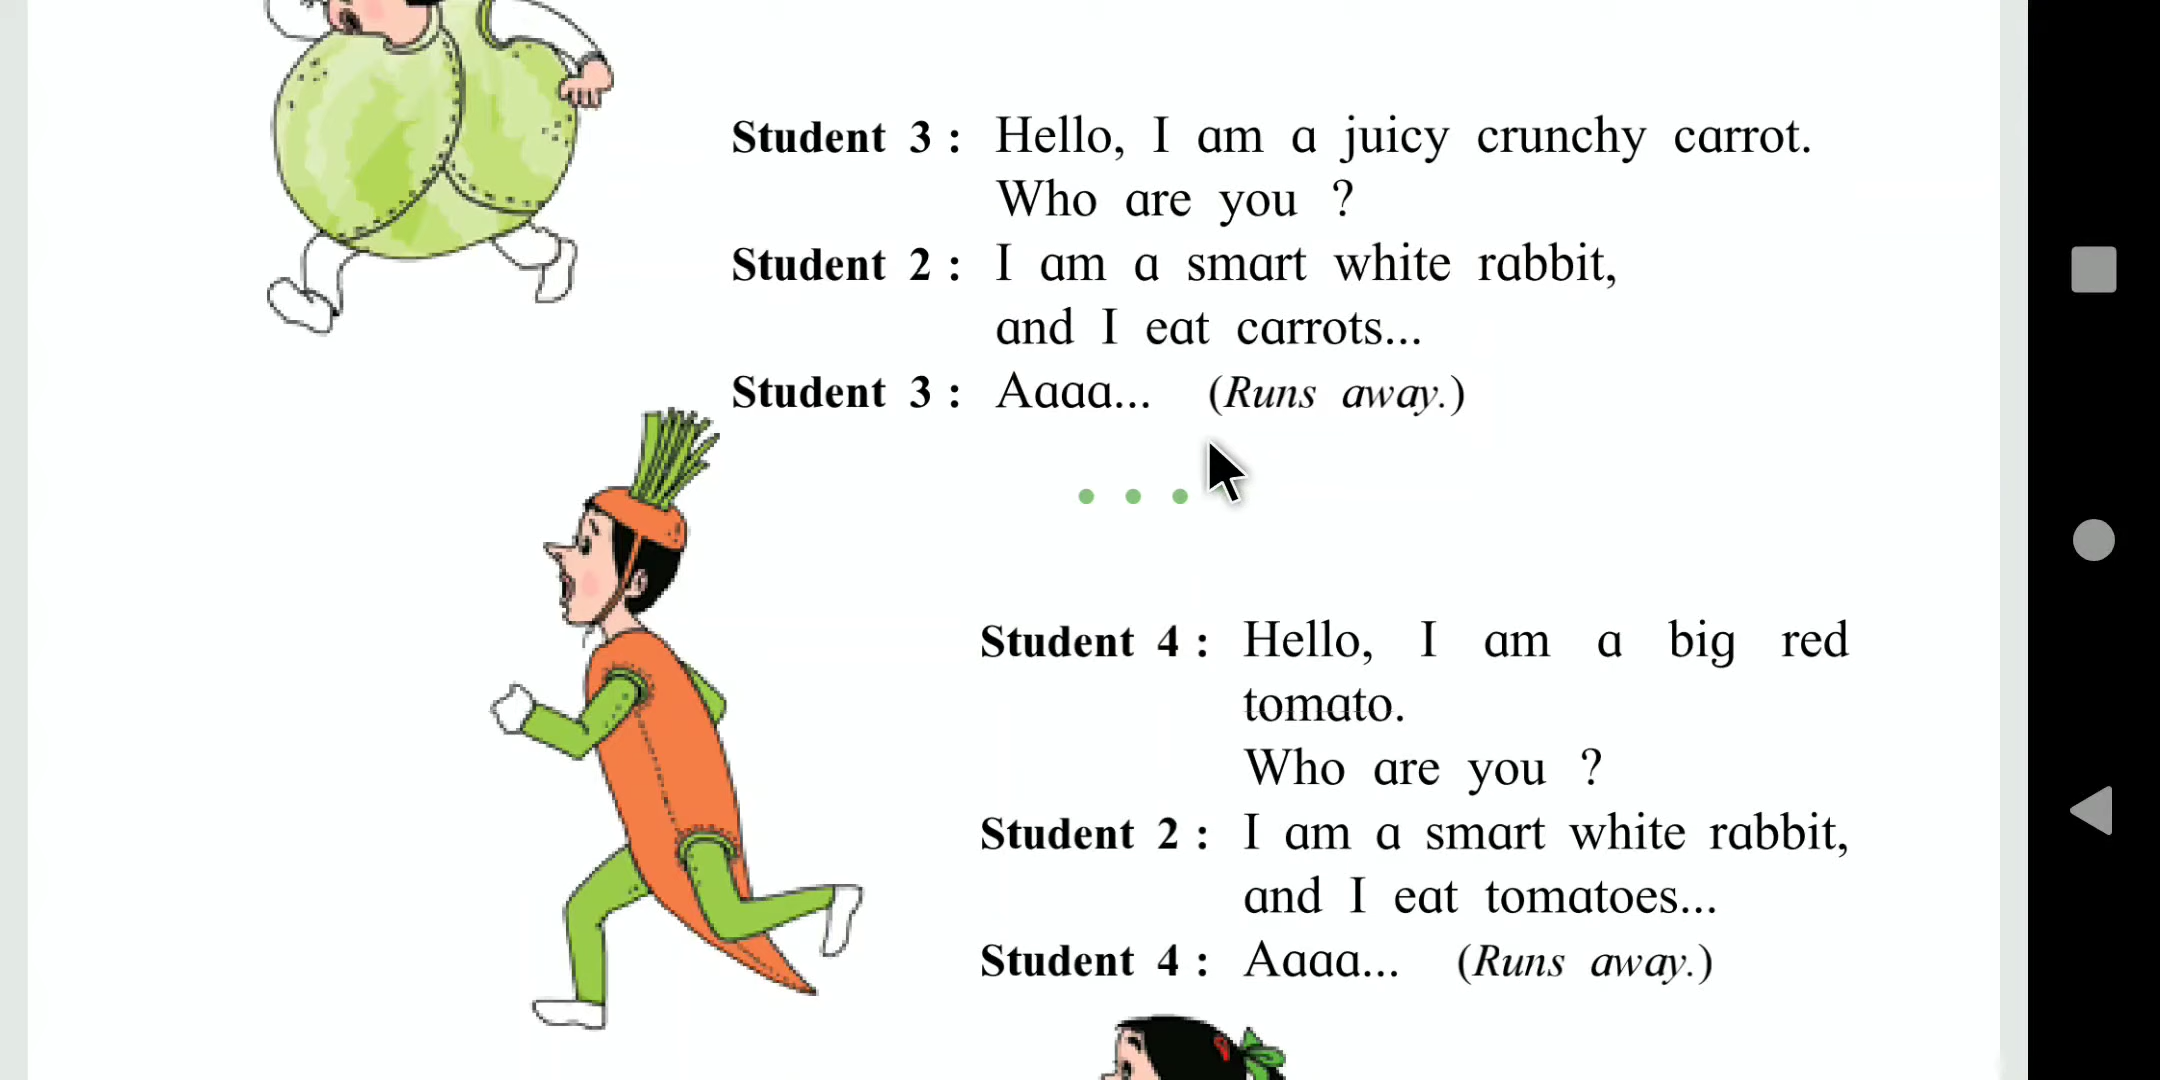 Student 3 : Hello, I am a juicy crunchy carrot.
Who are you ?
Student 2 : I am a smart white rabbit,
and I eat carrots...
Student 3 : Aaaa... (Runs away.)
Student 4 : Hello, I am a big red
tomato.
Who are you ?
Student 2 : I am a smart white rabbit,
and I eat tomatoes...
Student 4 : Aaaa... (Runs away.)